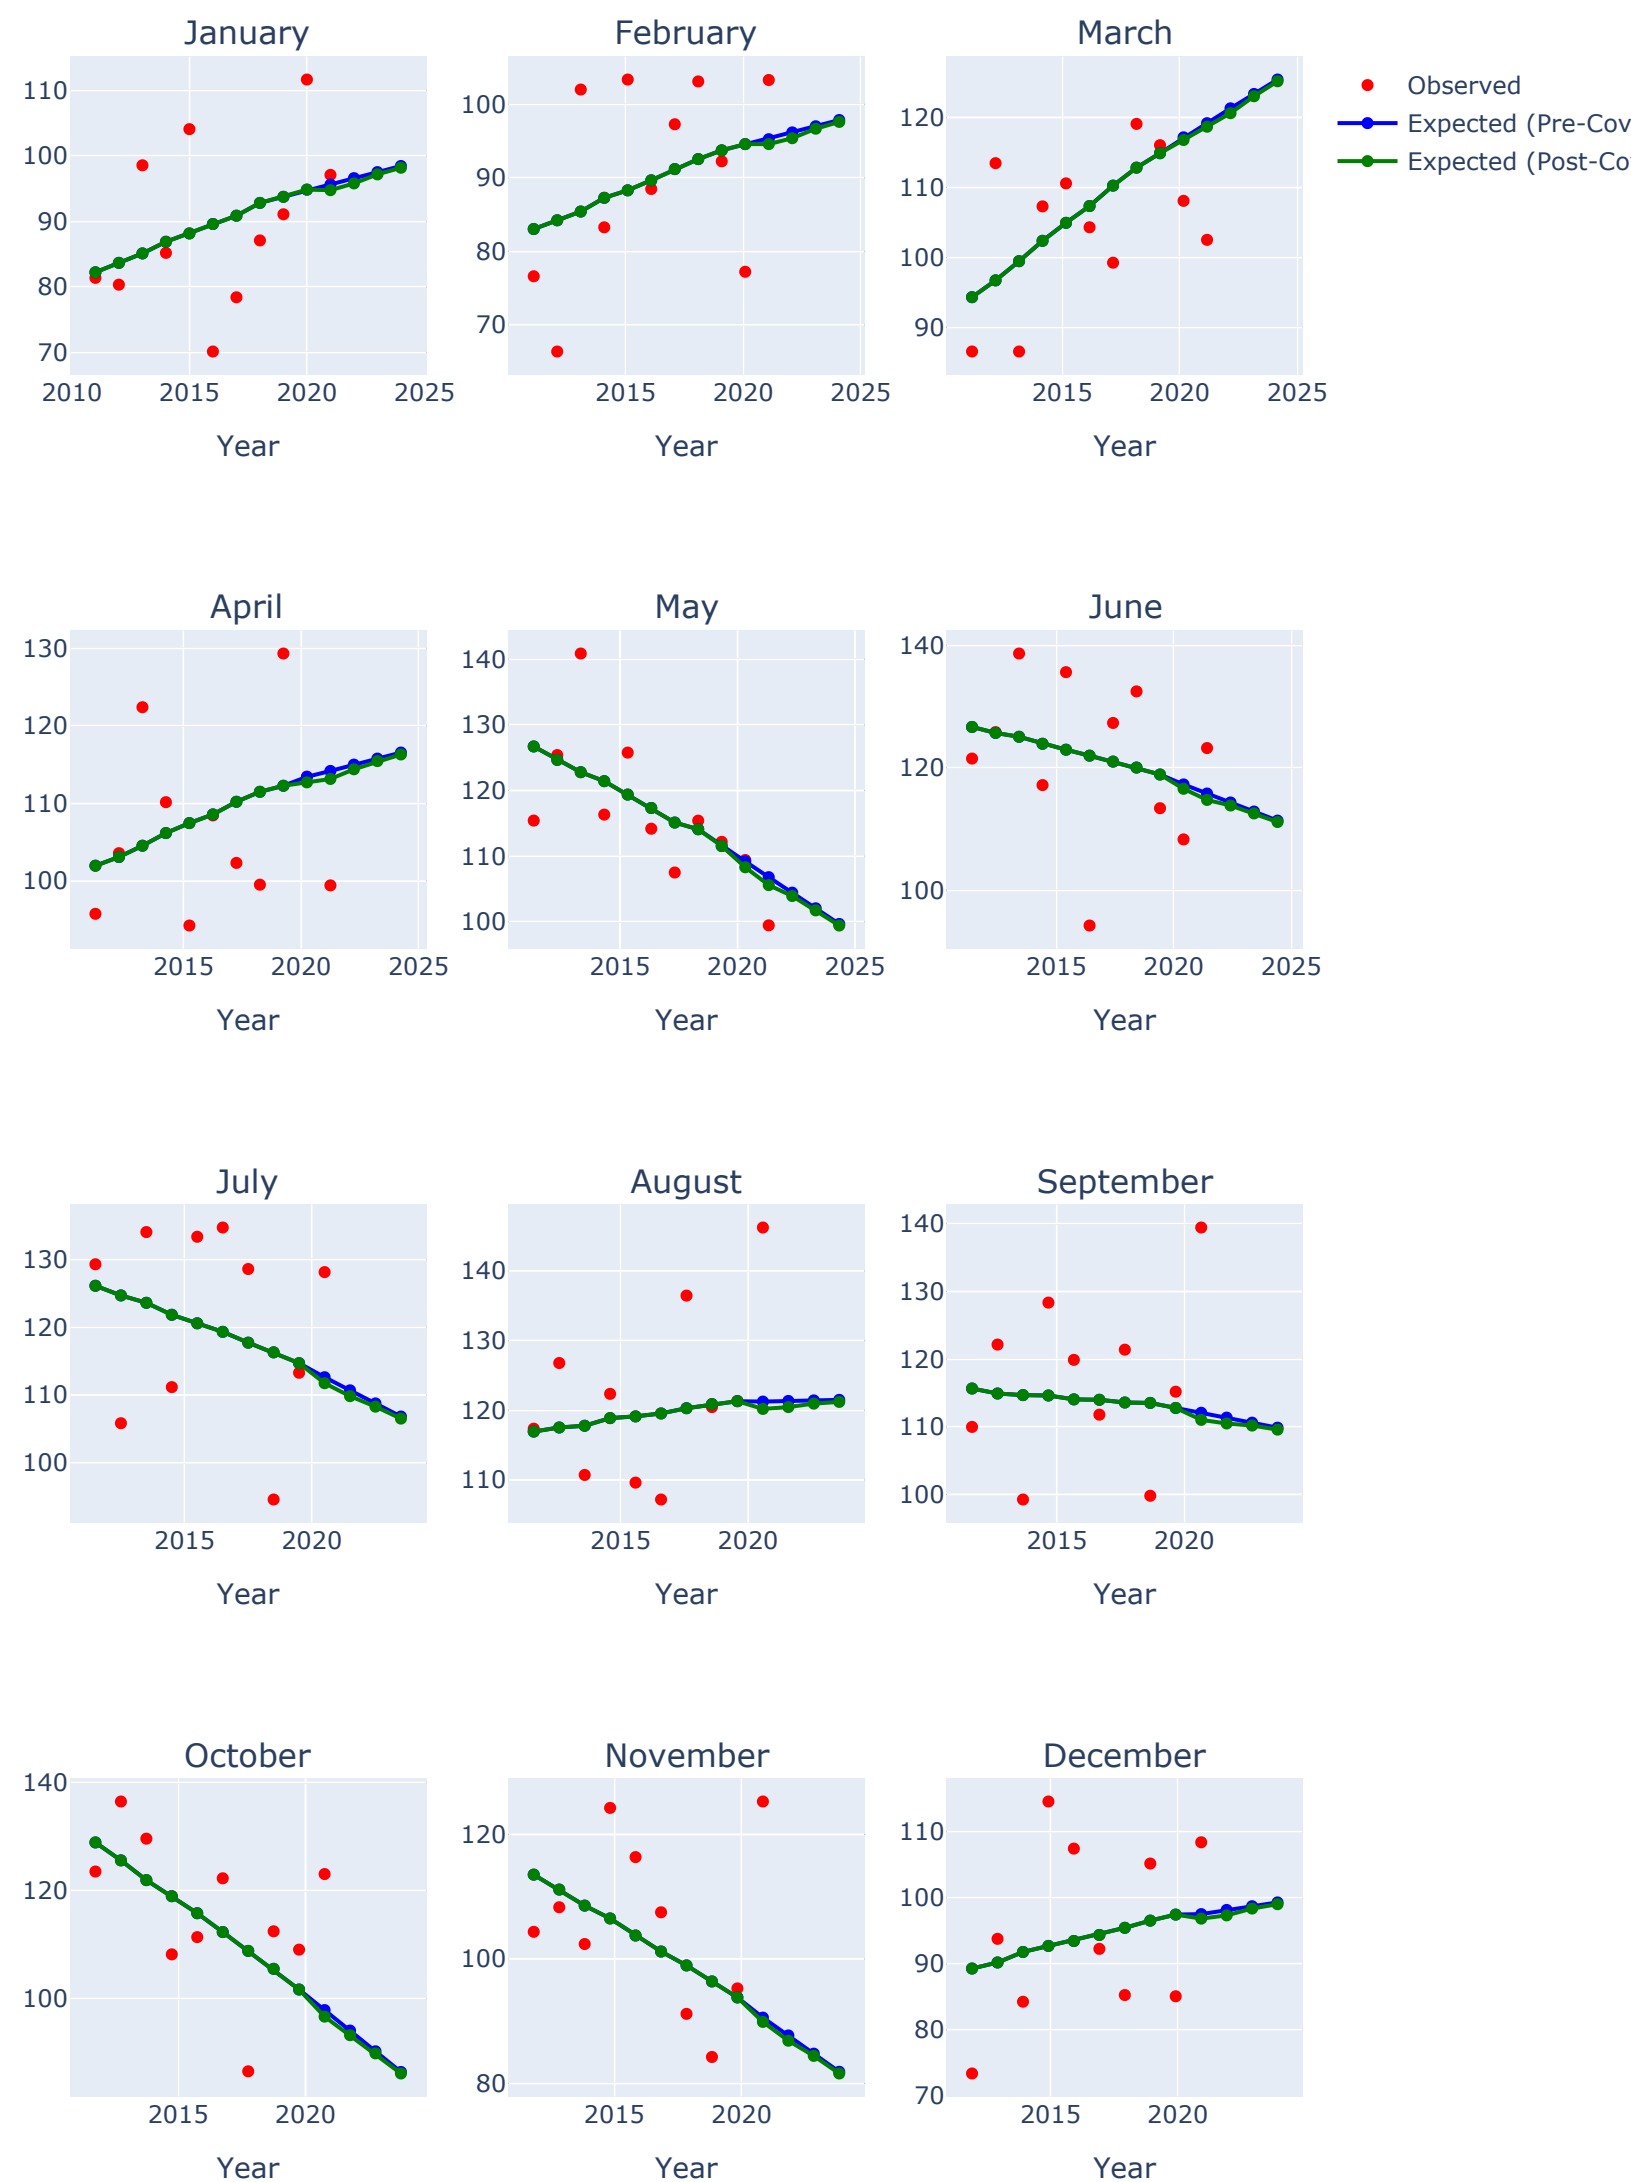 January
February
March
110
100
90
80
70
2010
2015
2020
2025
Year
100
90
80
70
2015
2020
2025
Year
120
110
100
90
2015
2020
2025
Year
Observed
Expected (Pre-Cov
Expected (Post-Co
April
May
June
130
120
110
100
2015
2020
2025
Year
140
130
120
110
100
2015
2020
2025
Year
140
120
100
2015
2020
2025
Year
July
August
September
130
120
110
100
2015
2020
Year
140
130
120
110
2015
2020
Year
140
130
120
110
100
2015
2020
Year
October
November
December
140
120
100
2015
2020
Year
120
100
80
2015
2020
Year
110
100
90
80
70
2015
2020
Year